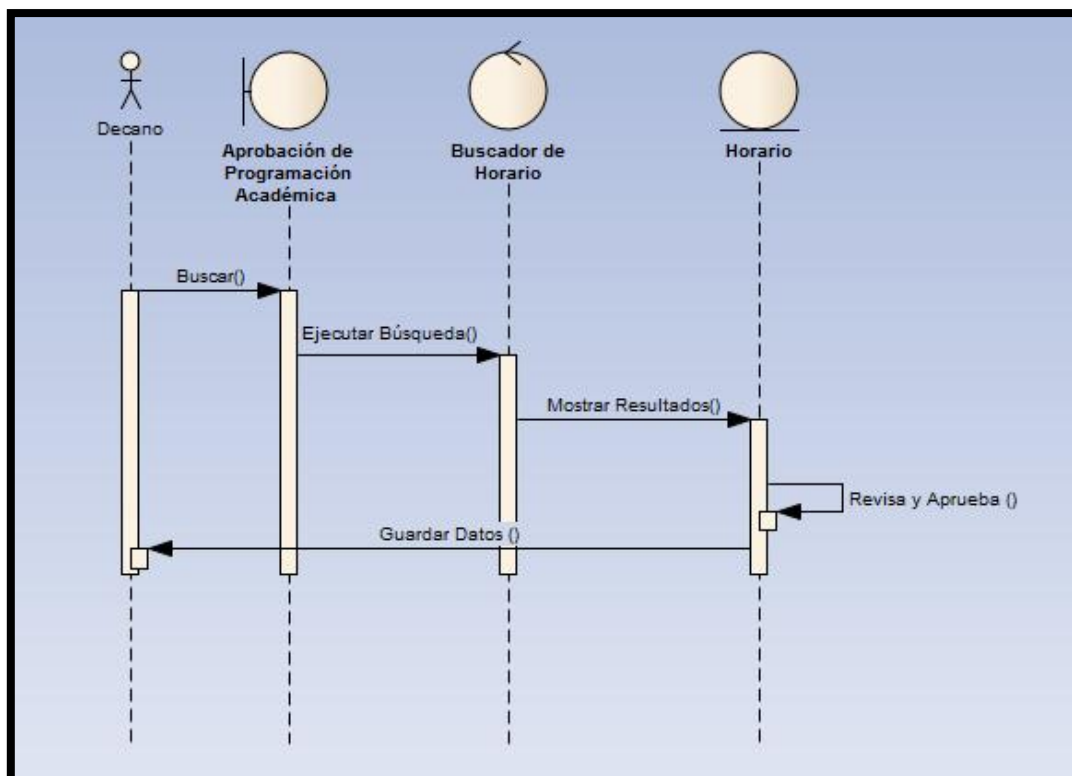 Decano
Aprobación de
Programación
Académica
Buscador de
Horario
Horario
Buscar()
Ejecutar Búsqueda()
Mostrar Resultados()
Revisa y Aprueba ()
Guardar Datos ()